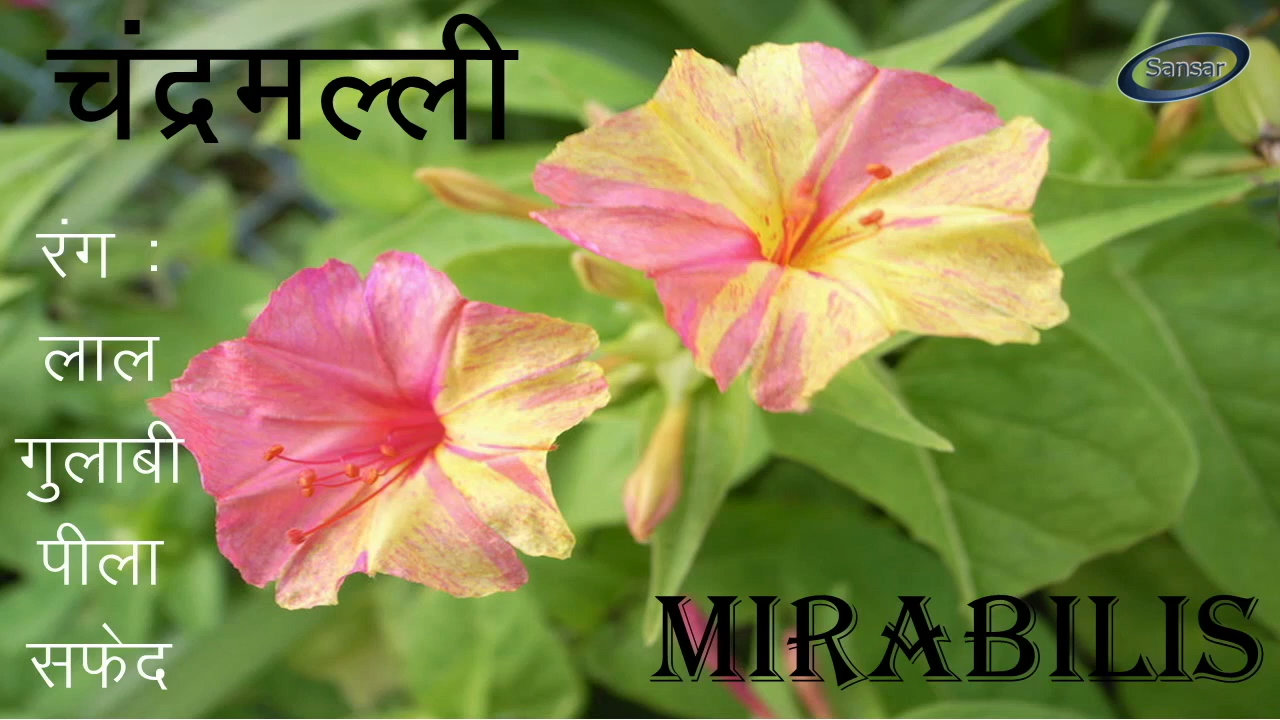 चंद्रमल्ली
Sansar
रंग :
लाल
गुलाबी
पीला
सफेद
MIRABILIS